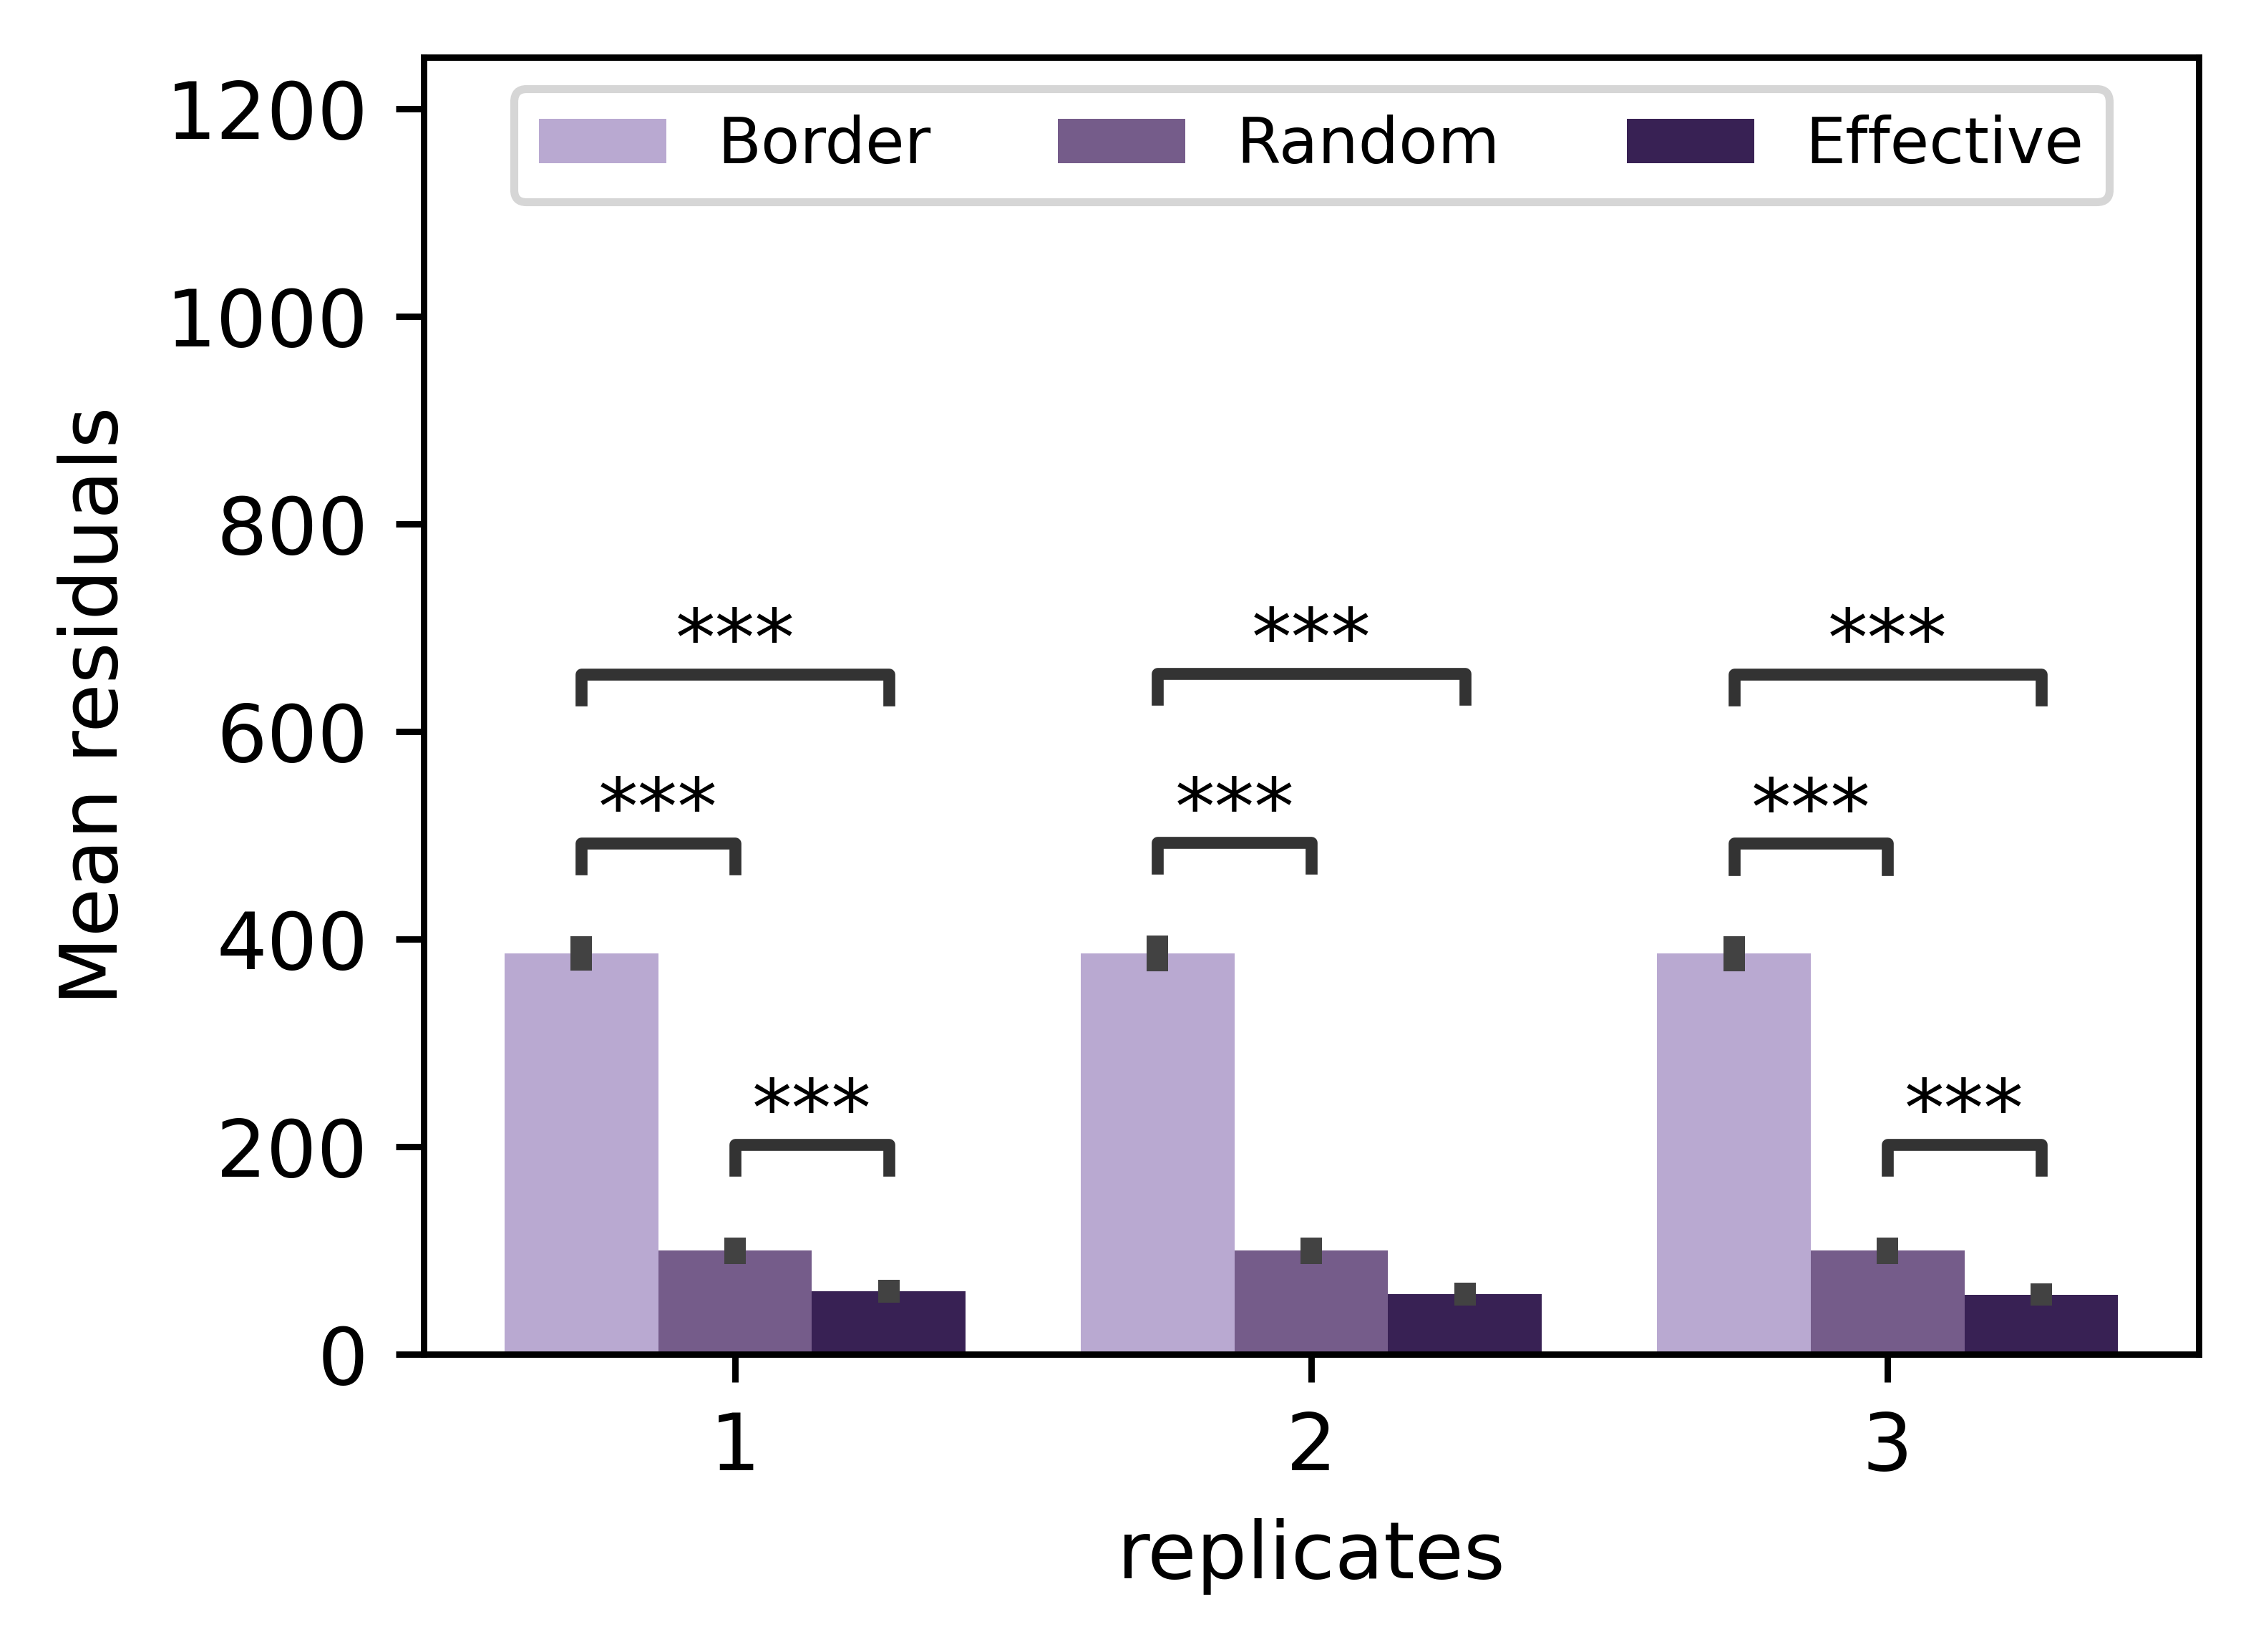 Border Random Effective
1200
1000
800
600
400
200
0
Mean residuals
*** *** ***
*** *** ***
*** ***
1 2 3
replicates